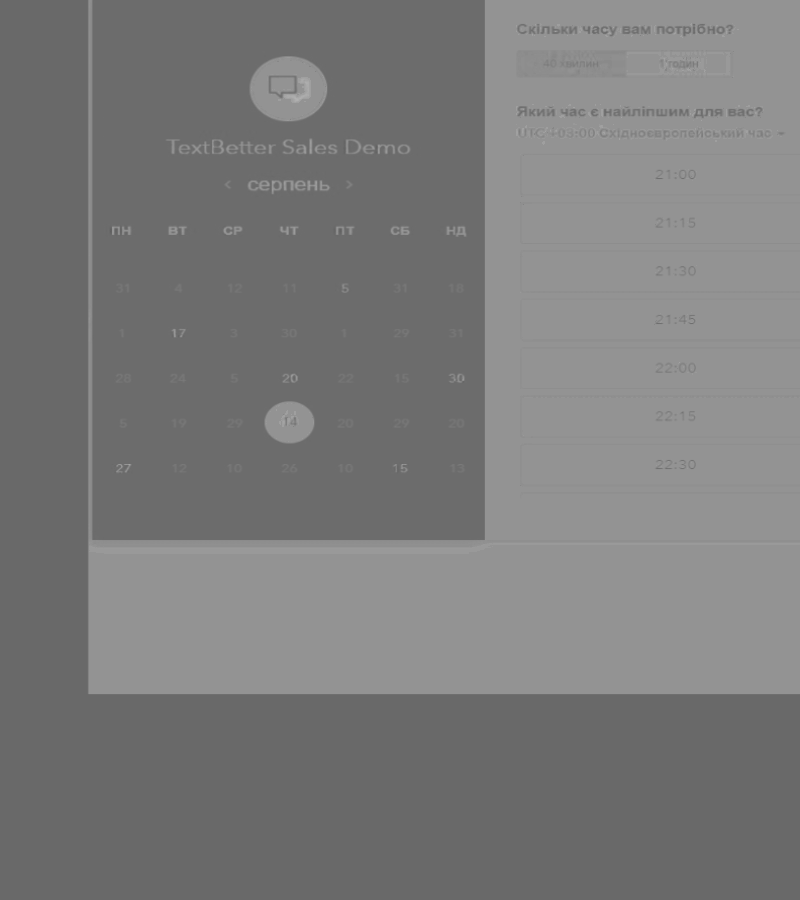 TextBetter Sales Demo
‹ серпень ›
ПН ВТ СР ЧТ ПТ СБ НД
31 4 12 11 5 31 18
1 17 3 30 1 29 31
28 24 5 20 22 15 30
5 19 29 14 20 29 20
27 12 10 26 10 15 13
Скільки часу вам потрібно?
1 годин
Який час є найліпшим для вас?
UTC +03:00 Східноєвропейський час
21:00
21:15
21:30
21:45
22:00
22:15
22:30